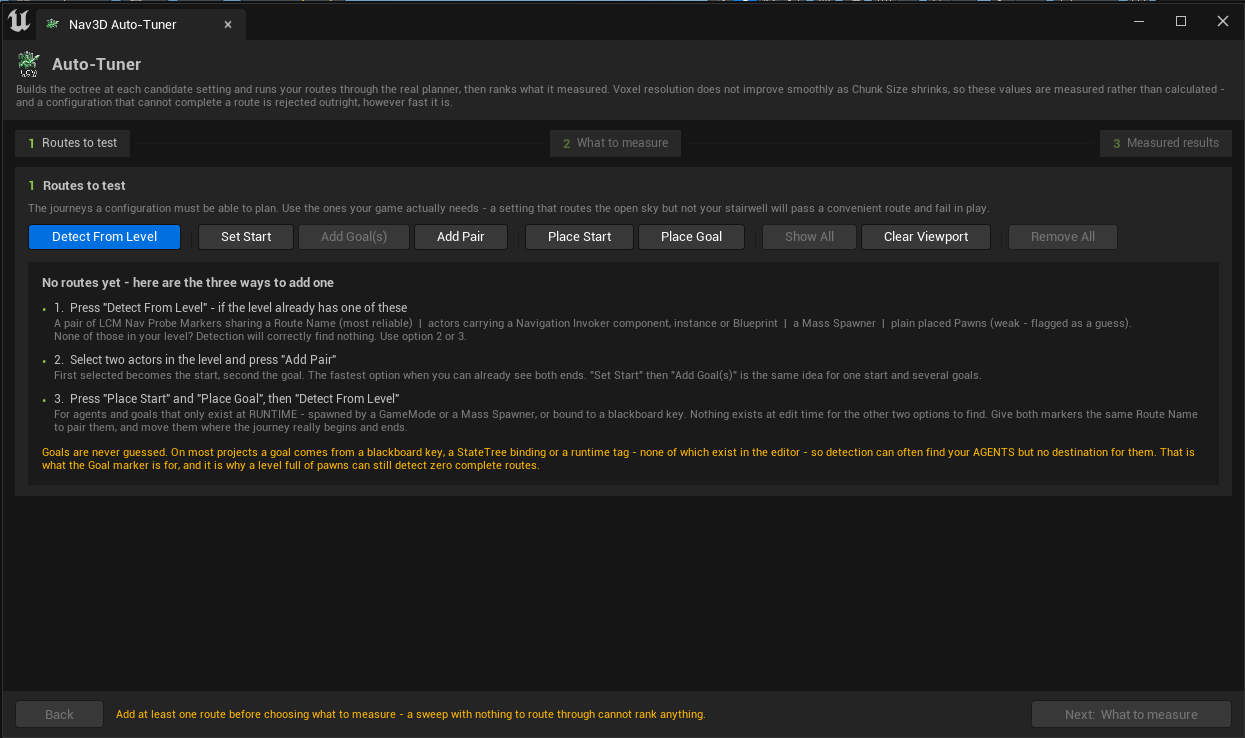 Nav3D Auto-Tuner
Auto-Tuner
Builds the octree at each candidate setting and runs your routes through the real planner, then ranks what it measured. Voxel resolution does not improve smoothly as Chunk Size shrinks, so these values are measured rather than calculated -
and a configuration that cannot complete a route is rejected outright, however fast it is.
1 Routes to test
2 What to measure
3 Measured results
1 Routes to test
The journeys a configuration must be able to plan. Use the ones your game actually needs - a setting that routes the open sky but not your stairwell will pass a convenient route and fail in play.
Detect From Level Set Start Add Goal(s) Add Pair Place Start Place Goal Show All Clear Viewport Remove All
No routes yet - here are the three ways to add one
1. Press "Detect From Level" - if the level already has one of these
A pair of LCM Nav Probe Markers sharing a Route Name (most reliable) | actors carrying a Navigation Invoker component, instance or Blueprint | a Mass Spawner | plain placed Pawns (weak - flagged as a guess).
None of those in your level? Detection will correctly find nothing. Use option 2 or 3.
2. Select two actors in the level and press "Add Pair"
First selected becomes the start, second the goal. The fastest option when you can already see both ends. "Set Start" then "Add Goal(s)" is the same idea for one start and several goals.
3. Press "Place Start" and "Place Goal", then "Detect From Level"
For agents and goals that only exist at RUNTIME - spawned by a GameMode or a Mass Spawner, or bound to a blackboard key. Nothing exists at edit time for the other two options to find. Give both markers the same Route Name
to pair them, and move them where the journey really begins and ends.
Goals are never guessed. On most projects a goal comes from a blackboard key, a StateTree binding or a runtime tag - none of which exist in the editor - so detection can often find your AGENTS but no destination for them. That is
what the Goal marker is for, and it is why a level full of pawns can still detect zero complete routes.
Back
Add at least one route before choosing what to measure - a sweep with nothing to route through cannot rank anything.
Next: What to measure